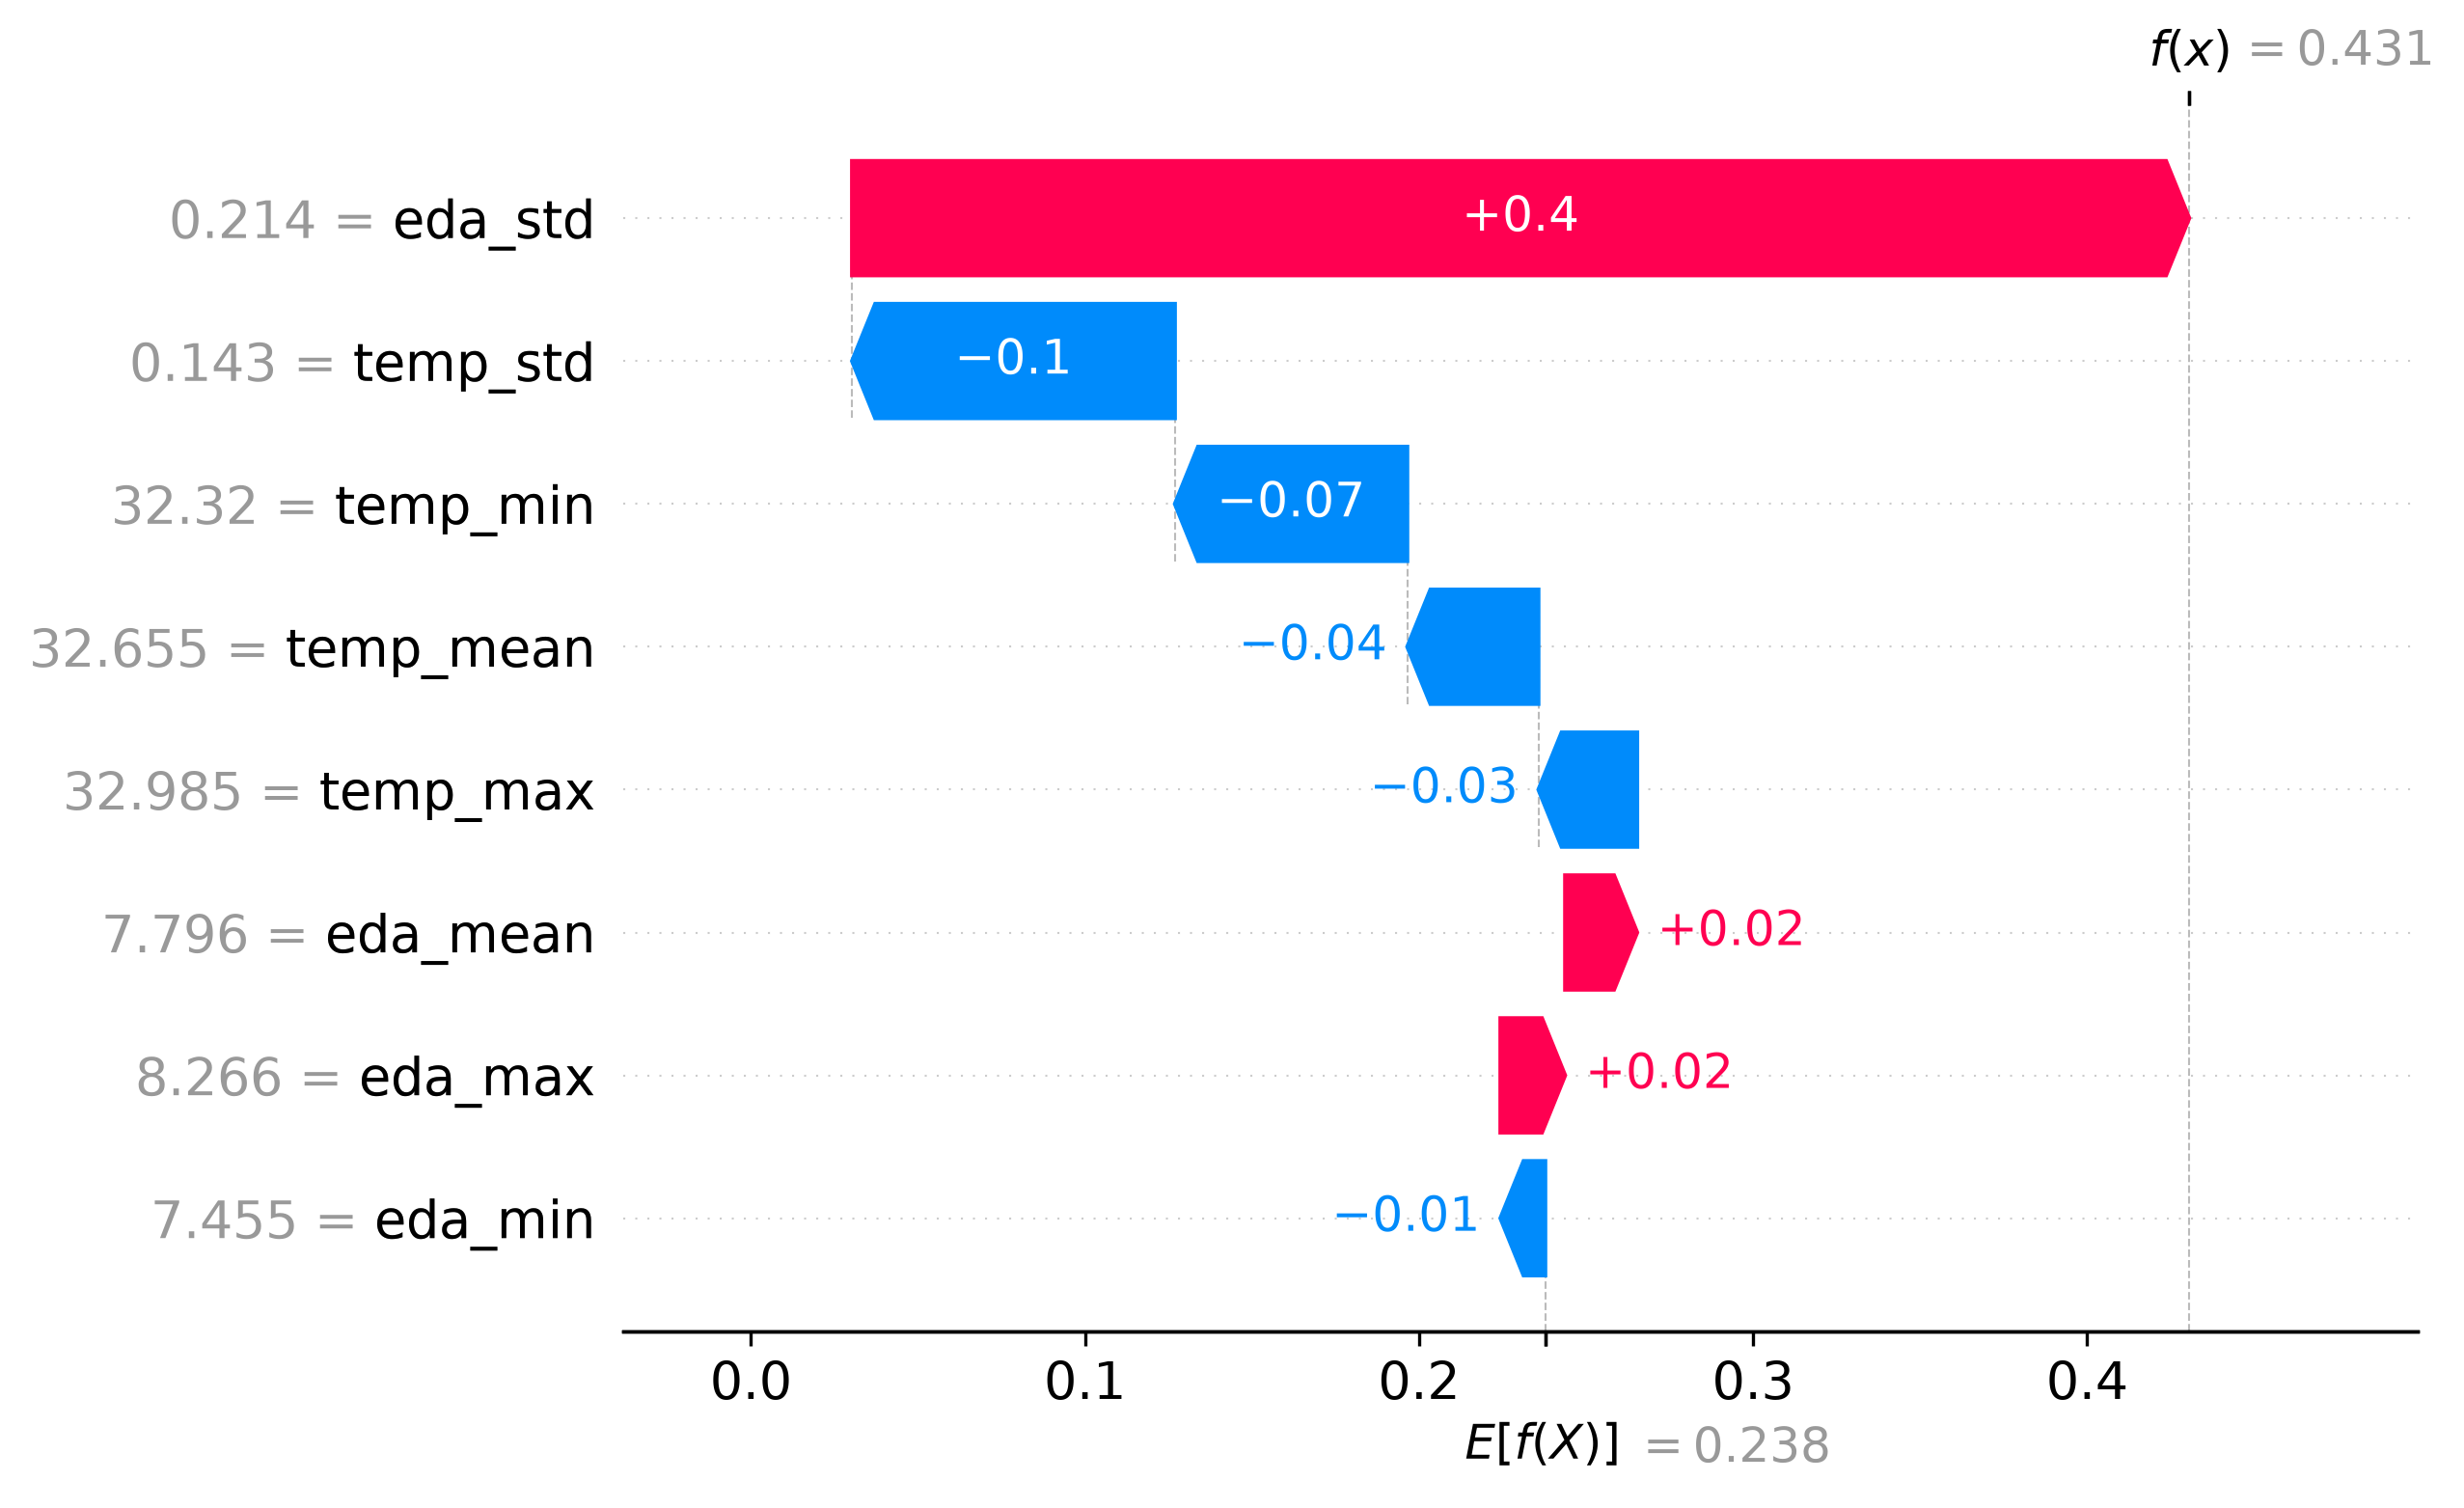 f(x) = 0.431
0.214 = eda_std
+0.4
0.143 = temp_std
−0.1
32.32 = temp_min
−0.07
32.655 = temp_mean
−0.04
32.985 = temp_max
−0.03
7.796 = eda_mean
+0.02
8.266 = eda_max
+0.02
7.455 = eda_min
−0.01
0.0 0.1 0.2 0.3 0.4
E[f(X)] = 0.238